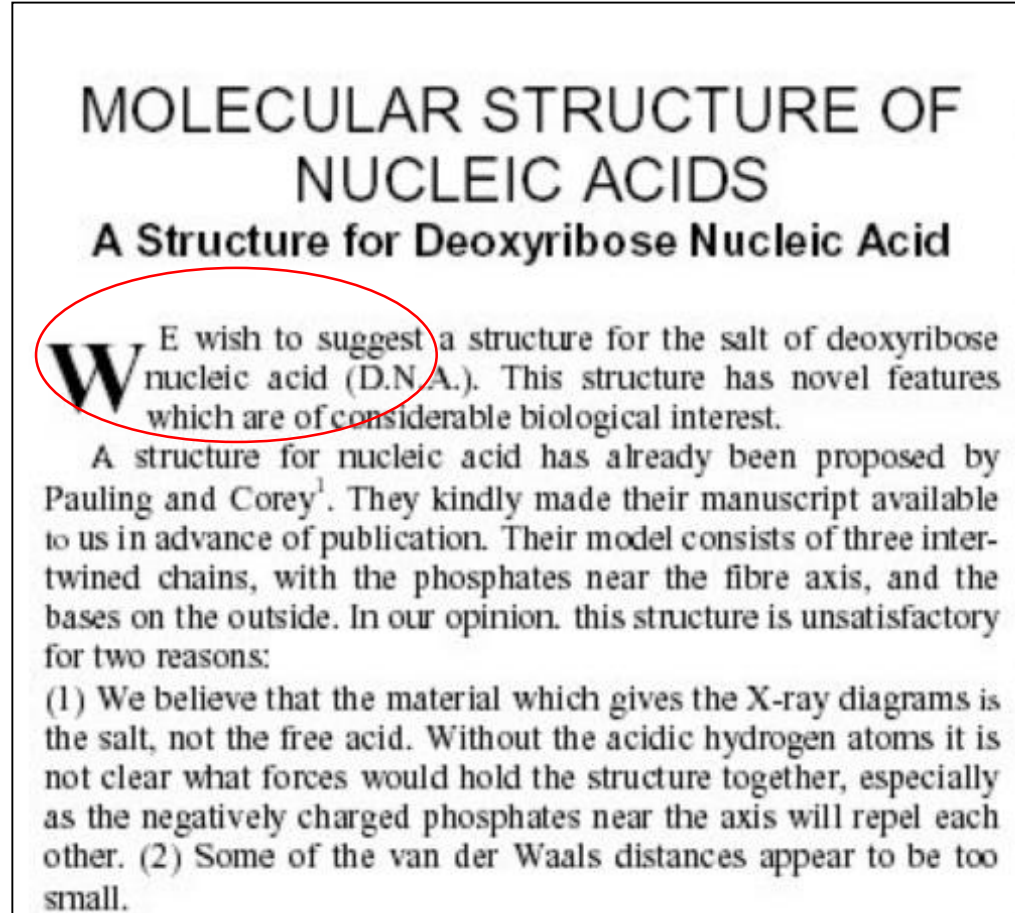 MOLECULAR STRUCTURE OF
NUCLEIC ACIDS
A Structure for Deoxyribose Nucleic Acid
WE wish to suggest a structure for the salt of deoxyribose
nucleic acid (D.N.A.). This structure has novel features
which are of considerable biological interest.
A structure for nucleic acid has already been proposed by
Pauling and Corey¹. They kindly made their manuscript available
to us in advance of publication. Their model consists of three inter-
twined chains, with the phosphates near the fibre axis, and the
bases on the outside. In our opinion. this structure is unsatisfactory
for two reasons:
(1) We believe that the material which gives the X-ray diagrams is
the salt, not the free acid. Without the acidic hydrogen atoms it is
not clear what forces would hold the structure together, especially
as the negatively charged phosphates near the axis will repel each
other. (2) Some of the van der Waals distances appear to be too
small.